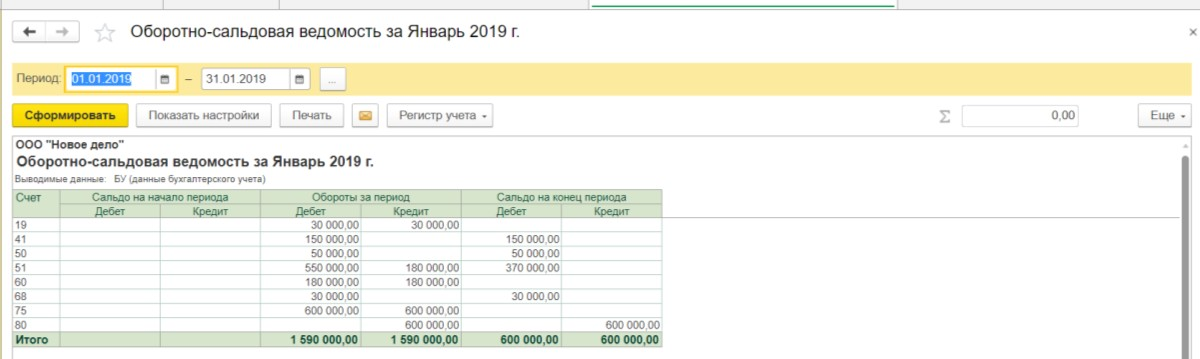 Оборотно-сальдовая ведомость за Январь 2019 г.
Период: 01.01.2019 – 31.01.2019 ...
Сформировать Показать настройки Печать Регистр учета Σ 0,00 Еще
ООО "Новое дело"
Оборотно-сальдовая ведомость за Январь 2019 г.
Выводимые данные: БУ (данные бухгалтерского учета)
Счет Сальдо на начало периода Обороты за период Сальдо на конец периода
Дебет Кредит Дебет Кредит Дебет Кредит
19 30 000,00 30 000,00
41 150 000,00 150 000,00
50 50 000,00 50 000,00
51 550 000,00 180 000,00 370 000,00
60 180 000,00 180 000,00
68 30 000,00 30 000,00
75 600 000,00 600 000,00
80 600 000,00 600 000,00
Итого 1 590 000,00 1 590 000,00 600 000,00 600 000,00